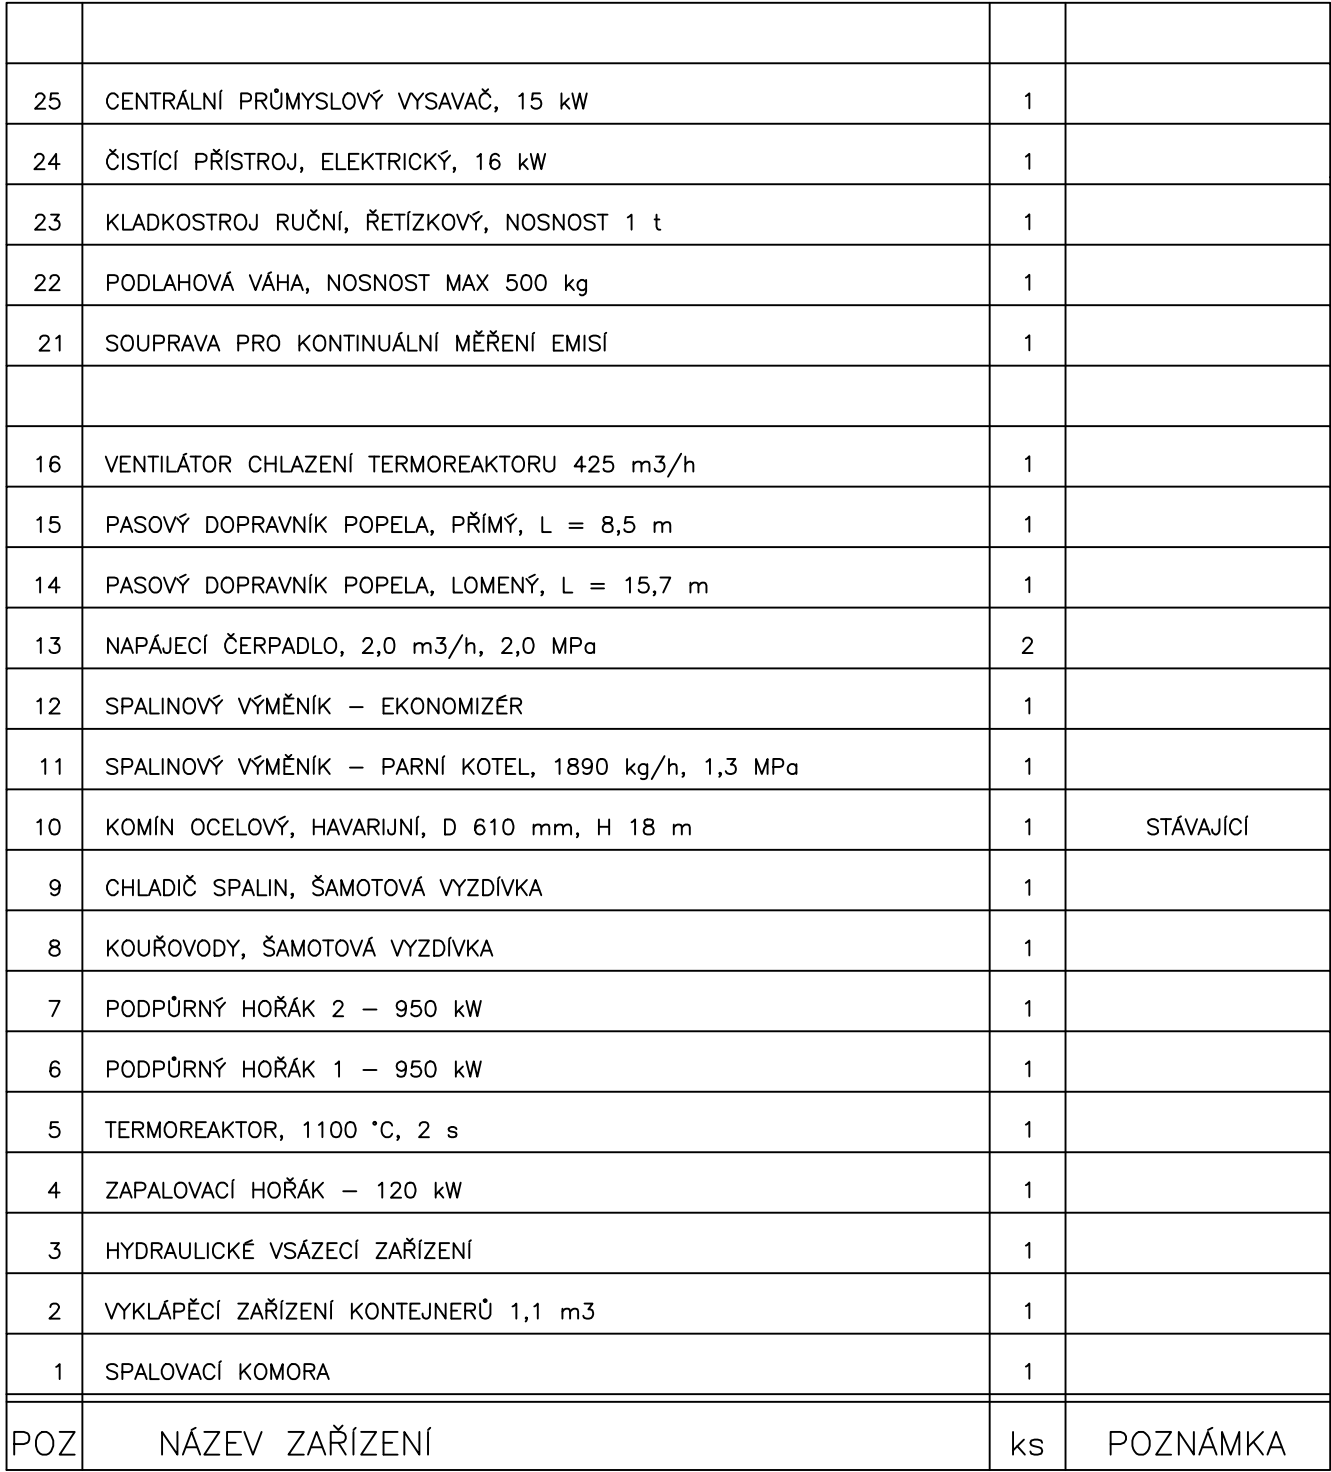 25 CENTRÁLNÍ PRŮMYSLOVÝ VYSAVAČ, 15 kW 1
24 ČISTÍCÍ PŘÍSTROJ, ELEKTRICKÝ, 16 kW 1
23 KLADKOSTROJ RUČNÍ, ŘETÍZKOVÝ, NOSNOST 1 t 1
22 PODLAHOVÁ VÁHA, NOSNOST MAX 500 kg 1
21 SOUPRAVA PRO KONTINUÁLNÍ MĚŘENÍ EMISÍ 1
16 VENTILÁTOR CHLAZENÍ TERMOREAKTORU 425 m3/h 1
15 PASOVÝ DOPRAVNÍK POPELA, PŘÍMÝ, L = 8,5 m 1
14 PASOVÝ DOPRAVNÍK POPELA, LOMENÝ, L = 15,7 m 1
13 NAPÁJECÍ ČERPADLO, 2,0 m3/h, 2,0 MPa 2
12 SPALINOVÝ VÝMĚNÍK – EKONOMIZÉR 1
11 SPALINOVÝ VÝMĚNÍK – PARNÍ KOTEL, 1890 kg/h, 1,3 MPa 1
10 KOMÍN OCELOVÝ, HAVARIJNÍ, D 610 mm, H 18 m 1 STÁVAJÍCÍ
9 CHLADIČ SPALIN, ŠAMOTOVÁ VYZDÍVKA 1
8 KOUŘOVODY, ŠAMOTOVÁ VYZDÍVKA 1
7 PODPŮRNÝ HOŘÁK 2 – 950 kW 1
6 PODPŮRNÝ HOŘÁK 1 – 950 kW 1
5 TERMOREAKTOR, 1100 °C, 2 s 1
4 ZAPALOVACÍ HOŘÁK – 120 kW 1
3 HYDRAULICKÉ VSÁZECÍ ZAŘÍZENÍ 1
2 VYKLÁPĚCÍ ZAŘÍZENÍ KONTEJNERŮ 1,1 m3 1
1 SPALOVACÍ KOMORA 1
POZ NÁZEV ZAŘÍZENÍ ks POZNÁMKA